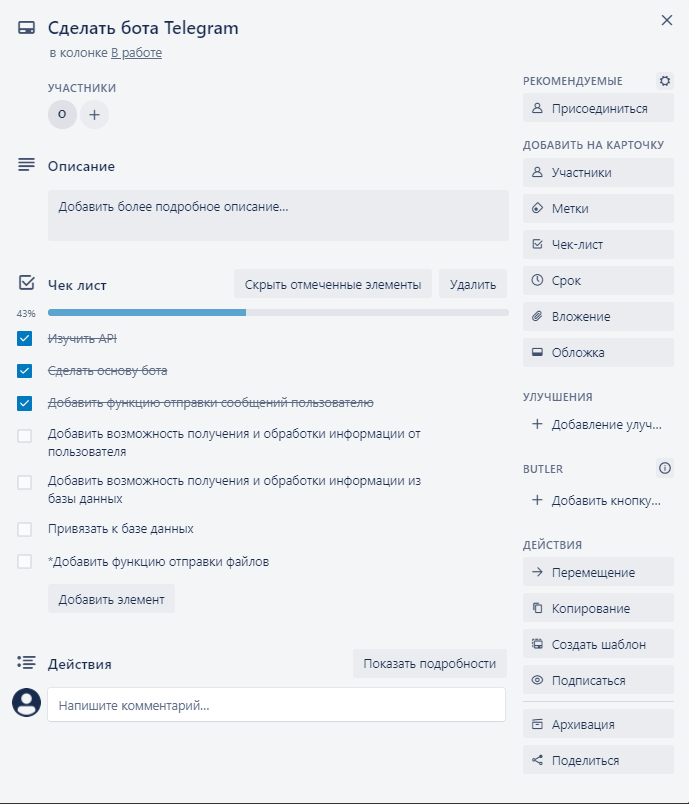 Сделать бота Telegram
в колонке В работе
УЧАСТНИКИ
О
Описание
Добавить более подробное описание...
Чек лист
Скрыть отмеченные элементы
Удалить
43%
Изучить API
Сделать основу бота
Добавить функцию отправки сообщений пользователю
Добавить возможность получения и обработки информации от
пользователя
Добавить возможность получения и обработки информации из
базы данных
Привязать к базе данных
*Добавить функцию отправки файлов
Добавить элемент
Действия
Показать подробности
Напишите комментарий...
РЕКОМЕНДУЕМЫЕ
Присоединиться
ДОБАВИТЬ НА КАРТОЧКУ
Участники
Метки
Чек-лист
Срок
Вложение
Обложка
УЛУЧШЕНИЯ
Добавление улуч...
BUTLER
Добавить кнопку...
ДЕЙСТВИЯ
Перемещение
Копирование
Создать шаблон
Подписаться
Архивация
Поделиться